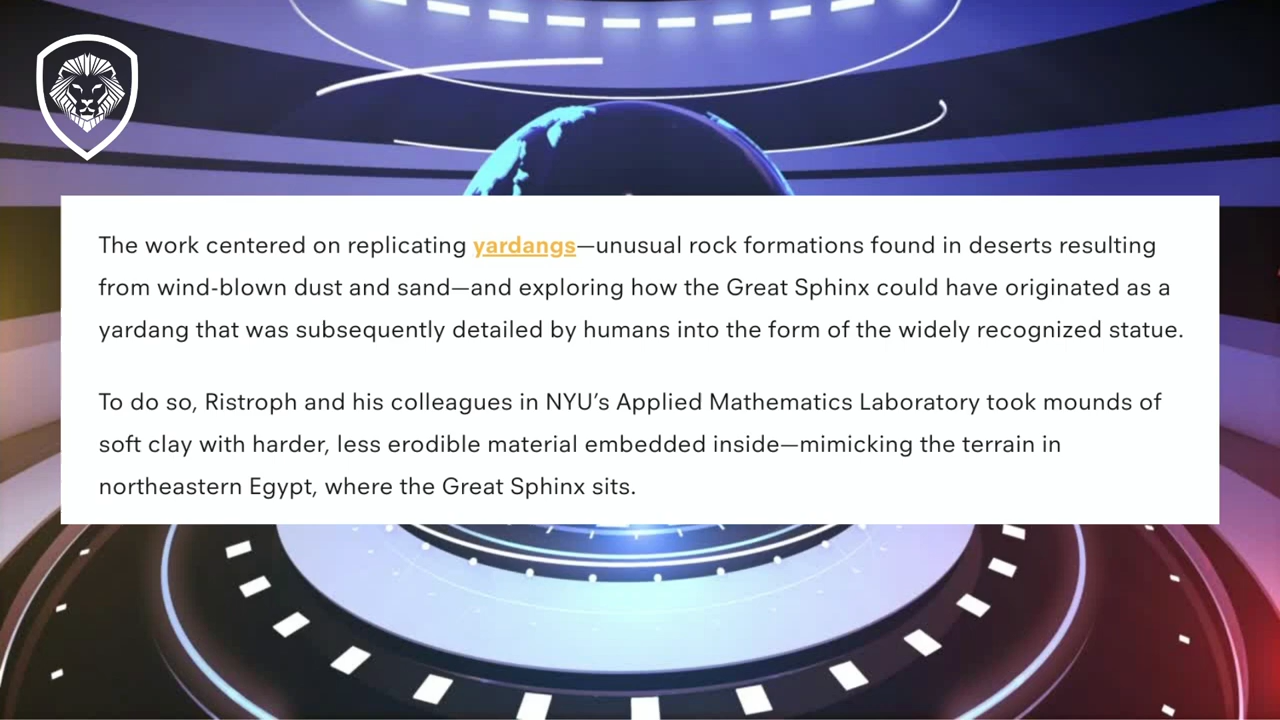 The work centered on replicating yardangs—unusual rock formations found in deserts resulting
from wind-blown dust and sand—and exploring how the Great Sphinx could have originated as a
yardang that was subsequently detailed by humans into the form of the widely recognized statue.
To do so, Ristroph and his colleagues in NYU’s Applied Mathematics Laboratory took mounds of
soft clay with harder, less erodible material embedded inside—mimicking the terrain in
northeastern Egypt, where the Great Sphinx sits.